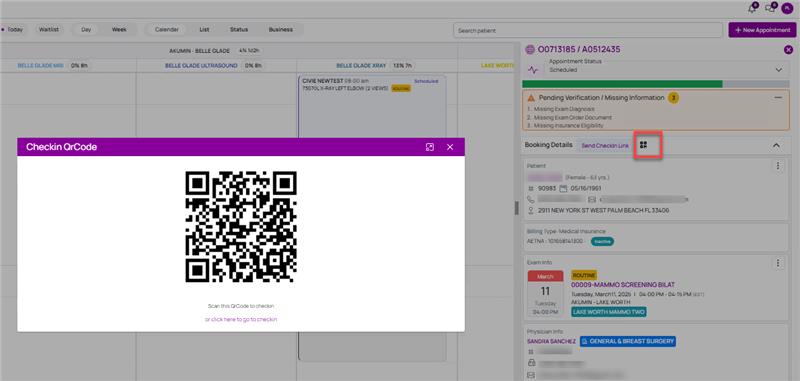 Today Waitlist Day Week Calendar List Status Business
Search patient
+ New Appointment
PL
AKUMIN - BELLE GLADE 4% 102h
BELLE GLADE MRI 0% 8h
BELLE GLADE ULTRASOUND 0% 8h
BELLE GLADE XRAY 13% 7h
LAKE WORTH
CIVIE NEWTEST 08:00 am Scheduled
73070L X-RAY LEFT ELBOW (2 VIEWS) ROUTINE
Checkin QrCode
Scan this QrCode to checkin
or click here to go to checkin
O0713185 / A0512435
Appointment Status
Scheduled
Pending Verification / Missing Information 3
1. Missing Exam Diagnosis
2. Missing Exam Order Document
3. Missing Insurance Eligibility
Booking Details Send Checkin Link
Patient
(Female - 63 yrs.)
# 90983 05/16/1961
2911 NEW YORK ST WEST PALM BEACH FL 33406
Billing Type: Medical Insurance
AETNA : 101658141300 - Inactive
Exam Info
March
11
Tuesday
04:00 PM
ROUTINE
00009-MAMMO SCREENING BILAT
Tuesday, March 11, 2025 | 04:00 PM - 04:15 PM (EST)
AKUMIN - LAKE WORTH
LAKE WORTH MAMMO TWO
Physician Info
SANDRA SANCHEZ GENERAL & BREAST SURGERY
#